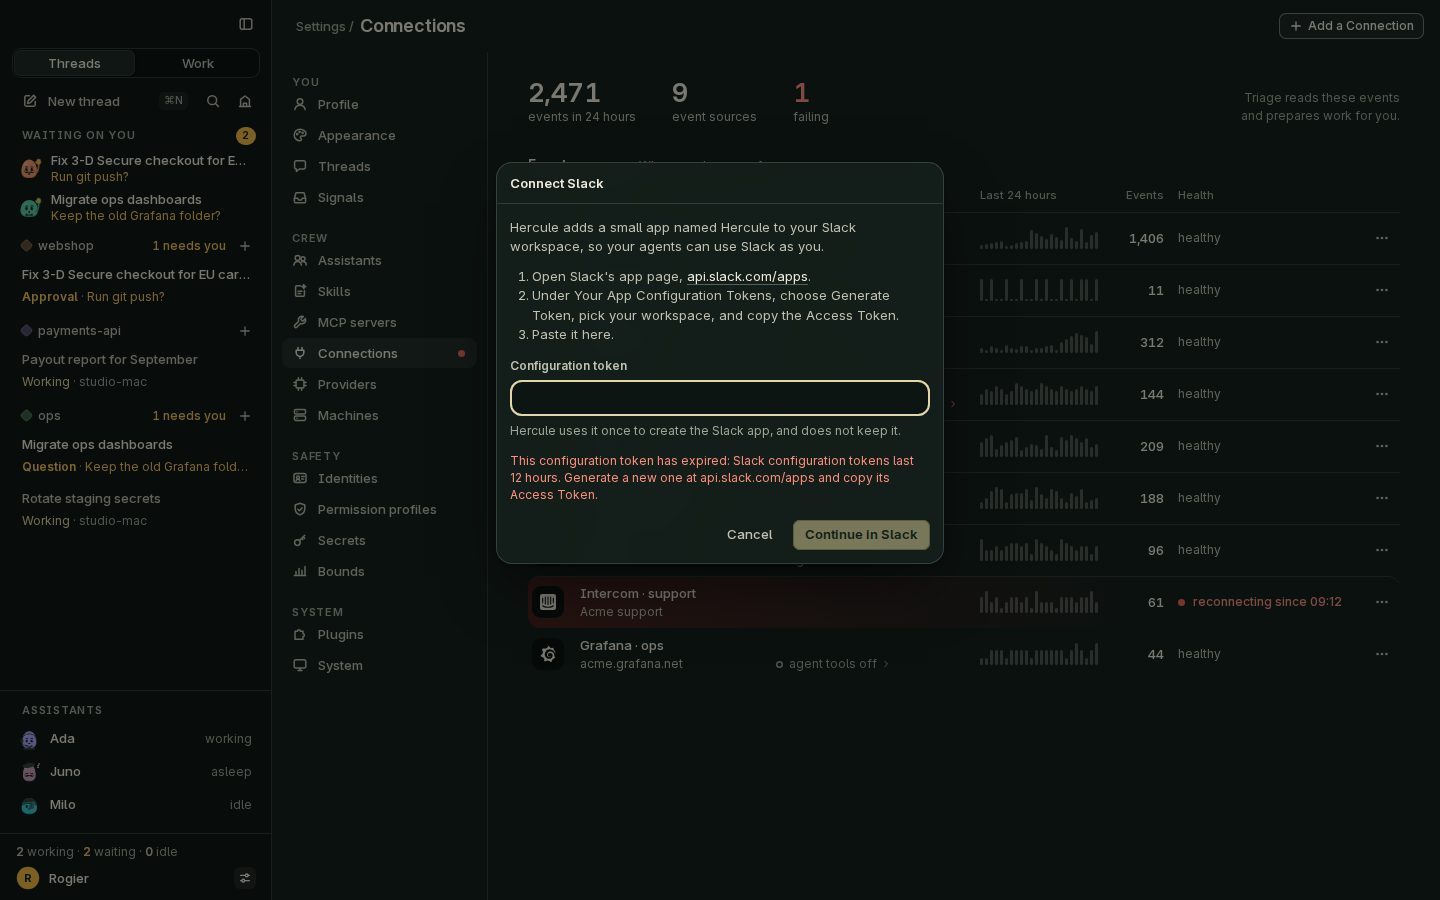 Settings / Connections
+ Add a Connection
Threads
Work
New thread
⌘N
WAITING ON YOU
2
Fix 3-D Secure checkout for E...
Run git push?
Migrate ops dashboards
Keep the old Grafana folder?
webshop
1 needs you
Fix 3-D Secure checkout for EU car...
Approval · Run git push?
payments-api
Payout report for September
Working · studio-mac
ops
1 needs you
Migrate ops dashboards
Question · Keep the old Grafana fold...
Rotate staging secrets
Working · studio-mac
ASSISTANTS
Ada
working
Juno
asleep
Milo
idle
2 working · 2 waiting · 0 idle
R
Rogier
YOU
Profile
Appearance
Threads
Signals
CREW
Assistants
Skills
MCP servers
Connections
Providers
Machines
SAFETY
Identities
Permission profiles
Secrets
Bounds
SYSTEM
Plugins
System
2,471
events in 24 hours
9
event sources
1
failing
Triage reads these events
and prepares work for you.
Last 24 hours
Events
Health
1,406
healthy
11
healthy
312
healthy
144
healthy
209
healthy
188
healthy
96
healthy
Connect Slack
Hercule adds a small app named Hercule to your Slack
workspace, so your agents can use Slack as you.
1. Open Slack's app page, api.slack.com/apps.
2. Under Your App Configuration Tokens, choose Generate
Token, pick your workspace, and copy the Access Token.
3. Paste it here.
Configuration token
Hercule uses it once to create the Slack app, and does not keep it.
This configuration token has expired: Slack configuration tokens last
12 hours. Generate a new one at api.slack.com/apps and copy its
Access Token.
Cancel
Continue in Slack
Intercom · support
Acme support
61
reconnecting since 09:12
Grafana · ops
acme.grafana.net
agent tools off
44
healthy